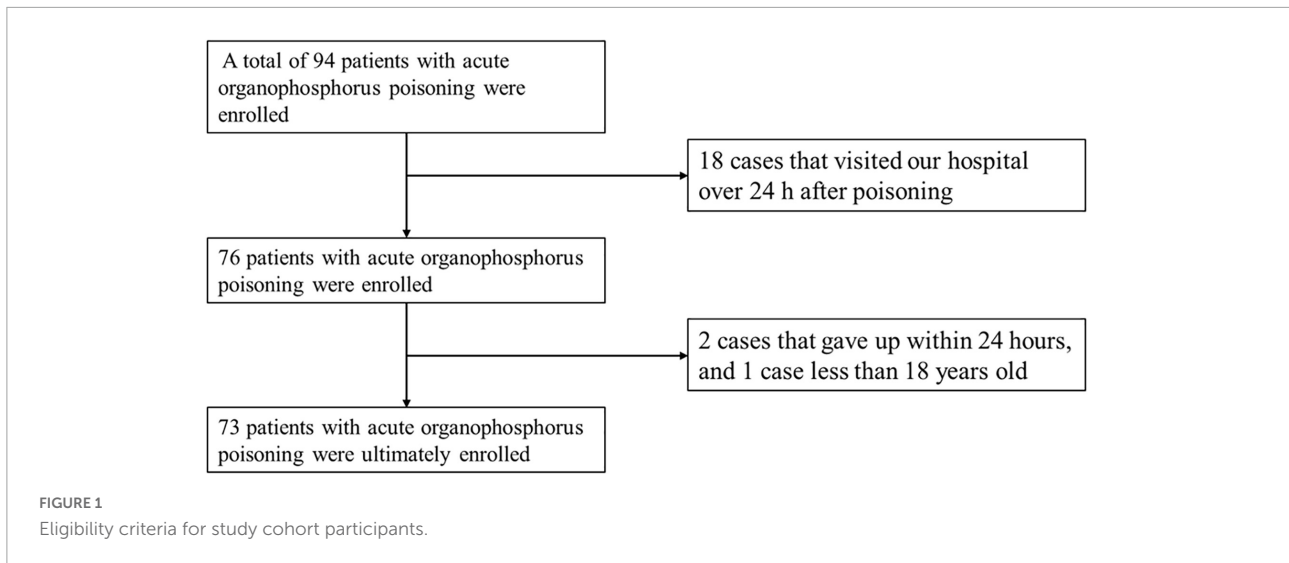 A total of 94 patients with acute
organophosphorus poisoning were
enrolled
18 cases that visited our hospital
over 24 h after poisoning
76 patients with acute organophosphorus
poisoning were enrolled
2 cases that gave up within 24 hours,
and 1 case less than 18 years old
73 patients with acute organophosphorus
poisoning were ultimately enrolled
FIGURE 1
Eligibility criteria for study cohort participants.